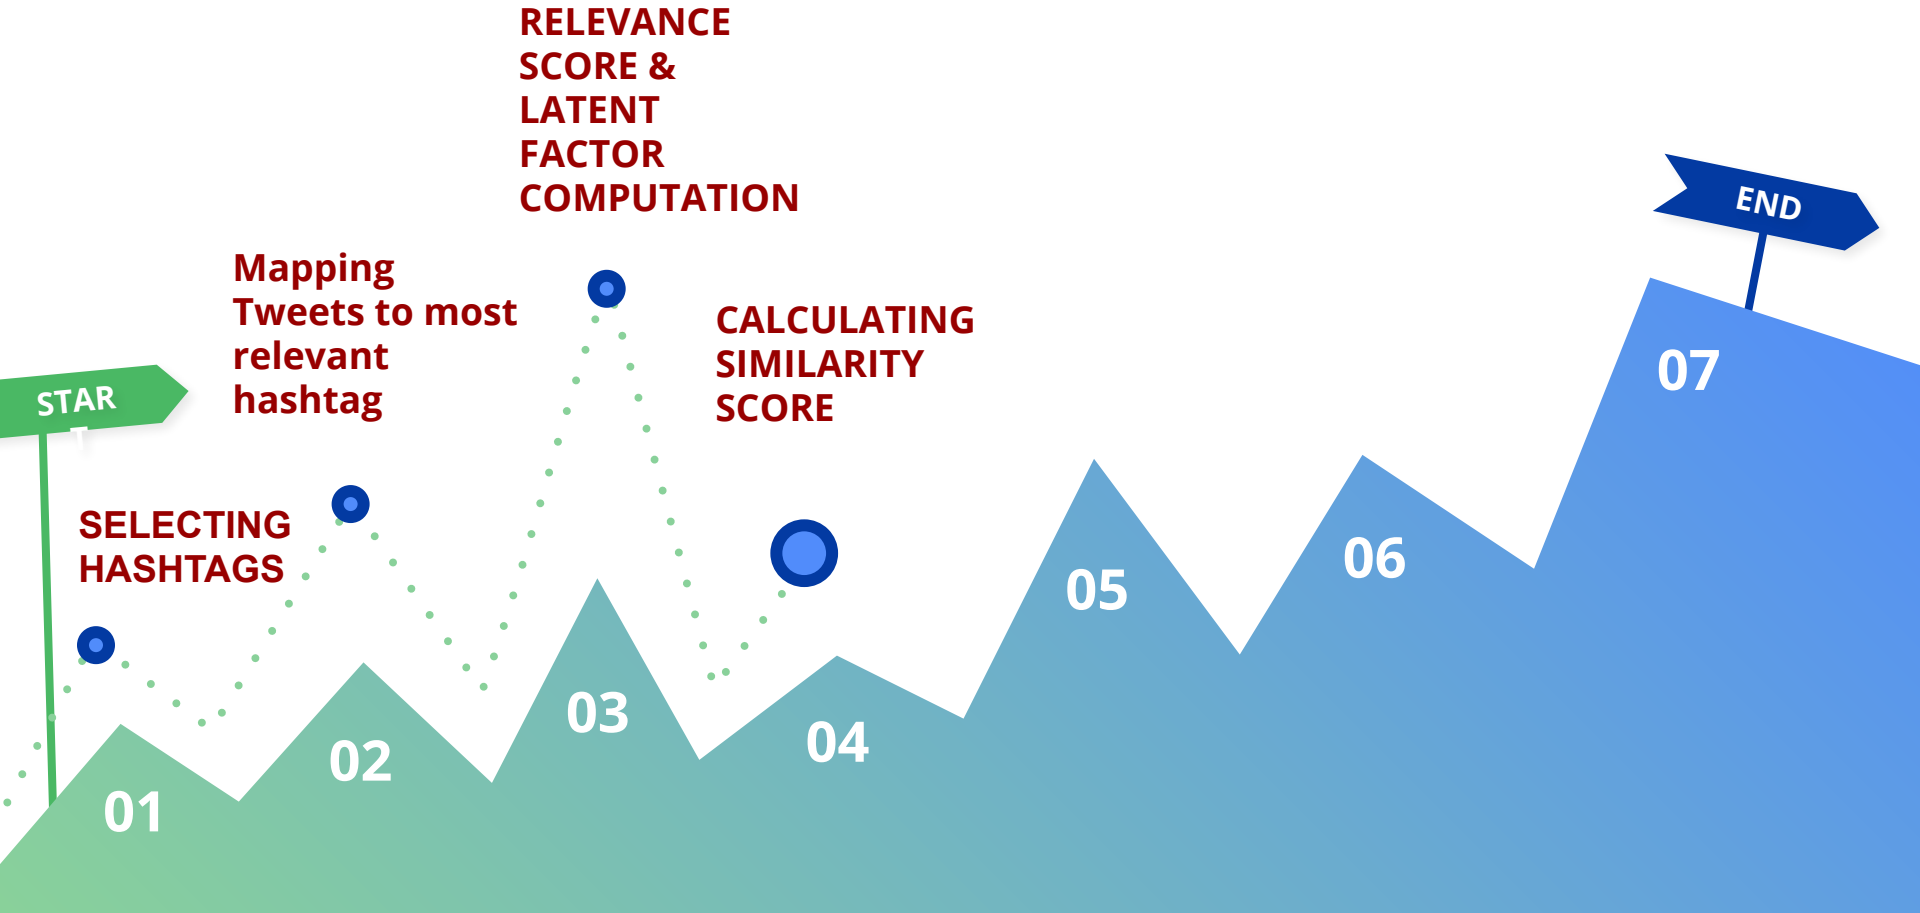 RELEVANCE
SCORE &
LATENT
FACTOR
COMPUTATION
Mapping
Tweets to most
relevant
hashtag
CALCULATING
SIMILARITY
SCORE
SELECTING
HASHTAGS
STAR
T
END
01
02
03
04
05
06
07